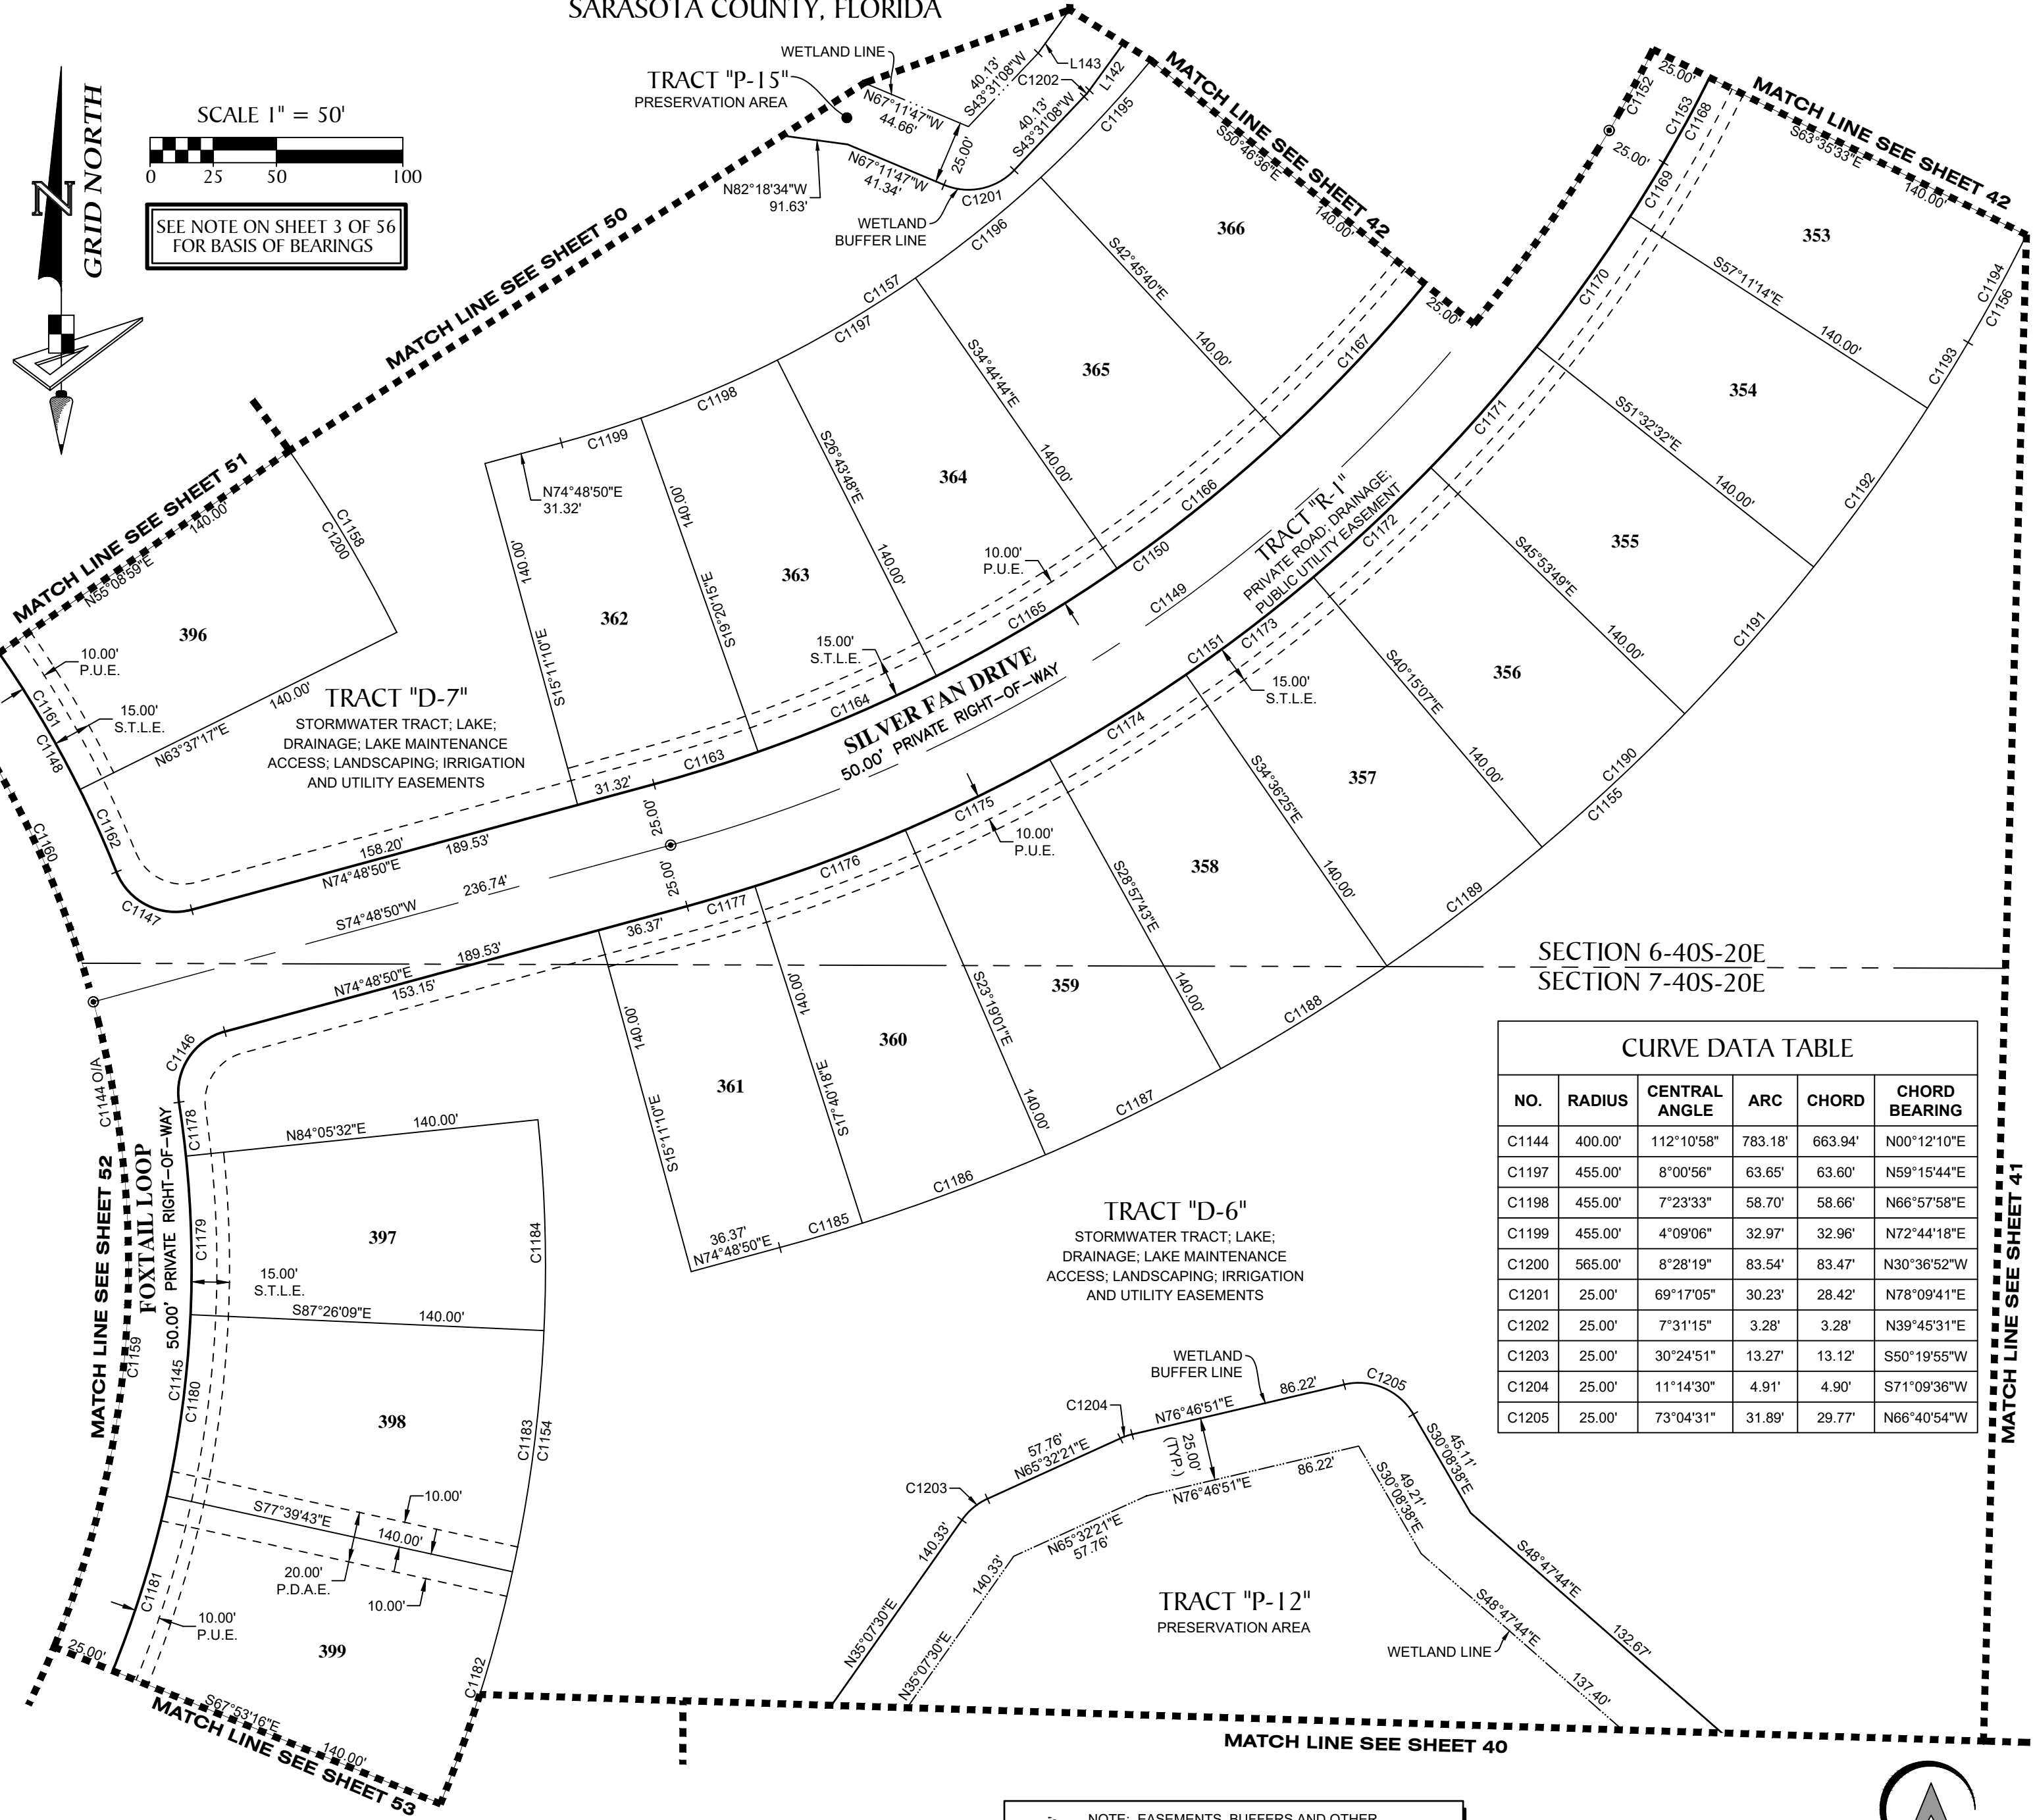 SARASOTA COUNTY, FLORIDA
GRID NORTH
N
SCALE 1" = 50'
0 25 50 100
SEE NOTE ON SHEET 3 OF 56
FOR BASIS OF BEARINGS
WETLAND LINE
TRACT "P-15"
PRESERVATION AREA
N67°11'47"W
44.66'
40.13'
S43°31'08"W
L143
C1202
L142
40.13'
S43°31'08"W
C1195
25.00'
N67°11'47"W
41.34'
N82°18'34"W
91.63'
C1201
WETLAND
BUFFER LINE
C1196
MATCH LINE SEE SHEET 42
S50°46'36"E
140.00'
25.00'
C1152
25.00'
C1153
C1168
25.00'
C1169
MATCH LINE SEE SHEET 42
S63°35'33"E
140.00'
MATCH LINE SEE SHEET 50
C1157
C1197
C1198
C1199
N74°48'50"E
31.32'
366
S42°45'40"E
140.00'
365
S34°44'44"E
140.00'
364
S26°43'48"E
140.00'
363
S19°20'15"E
140.00'
362
S15°11'10"E
140.00'
353
S57°11'14"E
140.00'
C1194
C1156
C1193
354
S51°32'32"E
140.00'
355
S45°53'49"E
140.00'
356
S40°15'07"E
140.00'
357
S34°36'25"E
140.00'
358
S28°57'43"E
140.00'
359
S23°19'01"E
140.00'
360
S17°40'18"E
140.00'
361
S15°11'10"E
140.00'
C1192
C1191
C1190
C1155
C1189
C1188
C1187
C1186
C1185
36.37'
N74°48'50"E
C1167
C1166
C1150
C1165
C1164
C1163
31.32'
C1170
C1171
C1172
C1173
C1151
C1174
C1175
C1176
C1177
36.37'
C1149
TRACT "R-1"
PRIVATE ROAD; DRAINAGE;
PUBLIC UTILITY EASEMENT
10.00'
P.U.E.
15.00'
S.T.L.E.
15.00'
S.T.L.E.
10.00'
P.U.E.
SILVER FAN DRIVE
50.00' PRIVATE RIGHT-OF-WAY
MATCH LINE SEE SHEET 51
N55°08'59"E
140.00'
C1158
C1200
396
10.00'
P.U.E.
15.00'
S.T.L.E.
C1161
C1148
C1162
C1160
N63°37'17"E
140.00'
TRACT "D-7"
STORMWATER TRACT; LAKE;
DRAINAGE; LAKE MAINTENANCE
ACCESS; LANDSCAPING; IRRIGATION
AND UTILITY EASEMENTS
C1147
158.20'
189.53'
N74°48'50"E
S74°48'50"W
236.74'
25.00'
25.00'
189.53'
N74°48'50"E
153.15'
SECTION 6-40S-20E
SECTION 7-40S-20E
C1146
C1144 O/A
C1178
MATCH LINE SEE SHEET 52
FOXTAIL LOOP
50.00' PRIVATE RIGHT-OF-WAY
N84°05'32"E
140.00'
C1179
397
C1184
15.00'
S.T.L.E.
S87°26'09"E
140.00'
C1159
C1145
C1180
398
C1183
C1154
10.00'
S77°39'43"E
140.00'
20.00'
P.D.A.E.
10.00'
C1181
10.00'
P.U.E.
399
C1182
25.00'
S67°53'16"E
140.00'
MATCH LINE SEE SHEET 53
TRACT "D-6"
STORMWATER TRACT; LAKE;
DRAINAGE; LAKE MAINTENANCE
ACCESS; LANDSCAPING; IRRIGATION
AND UTILITY EASEMENTS
CURVE DATA TABLE
NO. RADIUS CENTRAL ANGLE ARC CHORD CHORD BEARING
C1144 400.00' 112°10'58" 783.18' 663.94' N00°12'10"E
C1197 455.00' 8°00'56" 63.65' 63.60' N59°15'44"E
C1198 455.00' 7°23'33" 58.70' 58.66' N66°57'58"E
C1199 455.00' 4°09'06" 32.97' 32.96' N72°44'18"E
C1200 565.00' 8°28'19" 83.54' 83.47' N30°36'52"W
C1201 25.00' 69°17'05" 30.23' 28.42' N78°09'41"E
C1202 25.00' 7°31'15" 3.28' 3.28' N39°45'31"E
C1203 25.00' 30°24'51" 13.27' 13.12' S50°19'55"W
C1204 25.00' 11°14'30" 4.91' 4.90' S71°09'36"W
C1205 25.00' 73°04'31" 31.89' 29.77' N66°40'54"W
MATCH LINE SEE SHEET 41
WETLAND
BUFFER LINE
C1204
N76°46'51"E
86.22'
C1205
57.76'
N65°32'21"E
25.00'
(TYP.)
C1203
N76°46'51"E
86.22'
45.11'
S30°08'38"E
49.21'
S30°08'38"E
N65°32'21"E
57.76'
140.33'
N35°07'30"E
140.33'
N35°07'30"E
S48°47'44"E
132.67'
S48°47'44"E
137.40'
TRACT "P-12"
PRESERVATION AREA
WETLAND LINE
MATCH LINE SEE SHEET 40
NOTE: EASEMENTS, BUFFERS AND OTHER